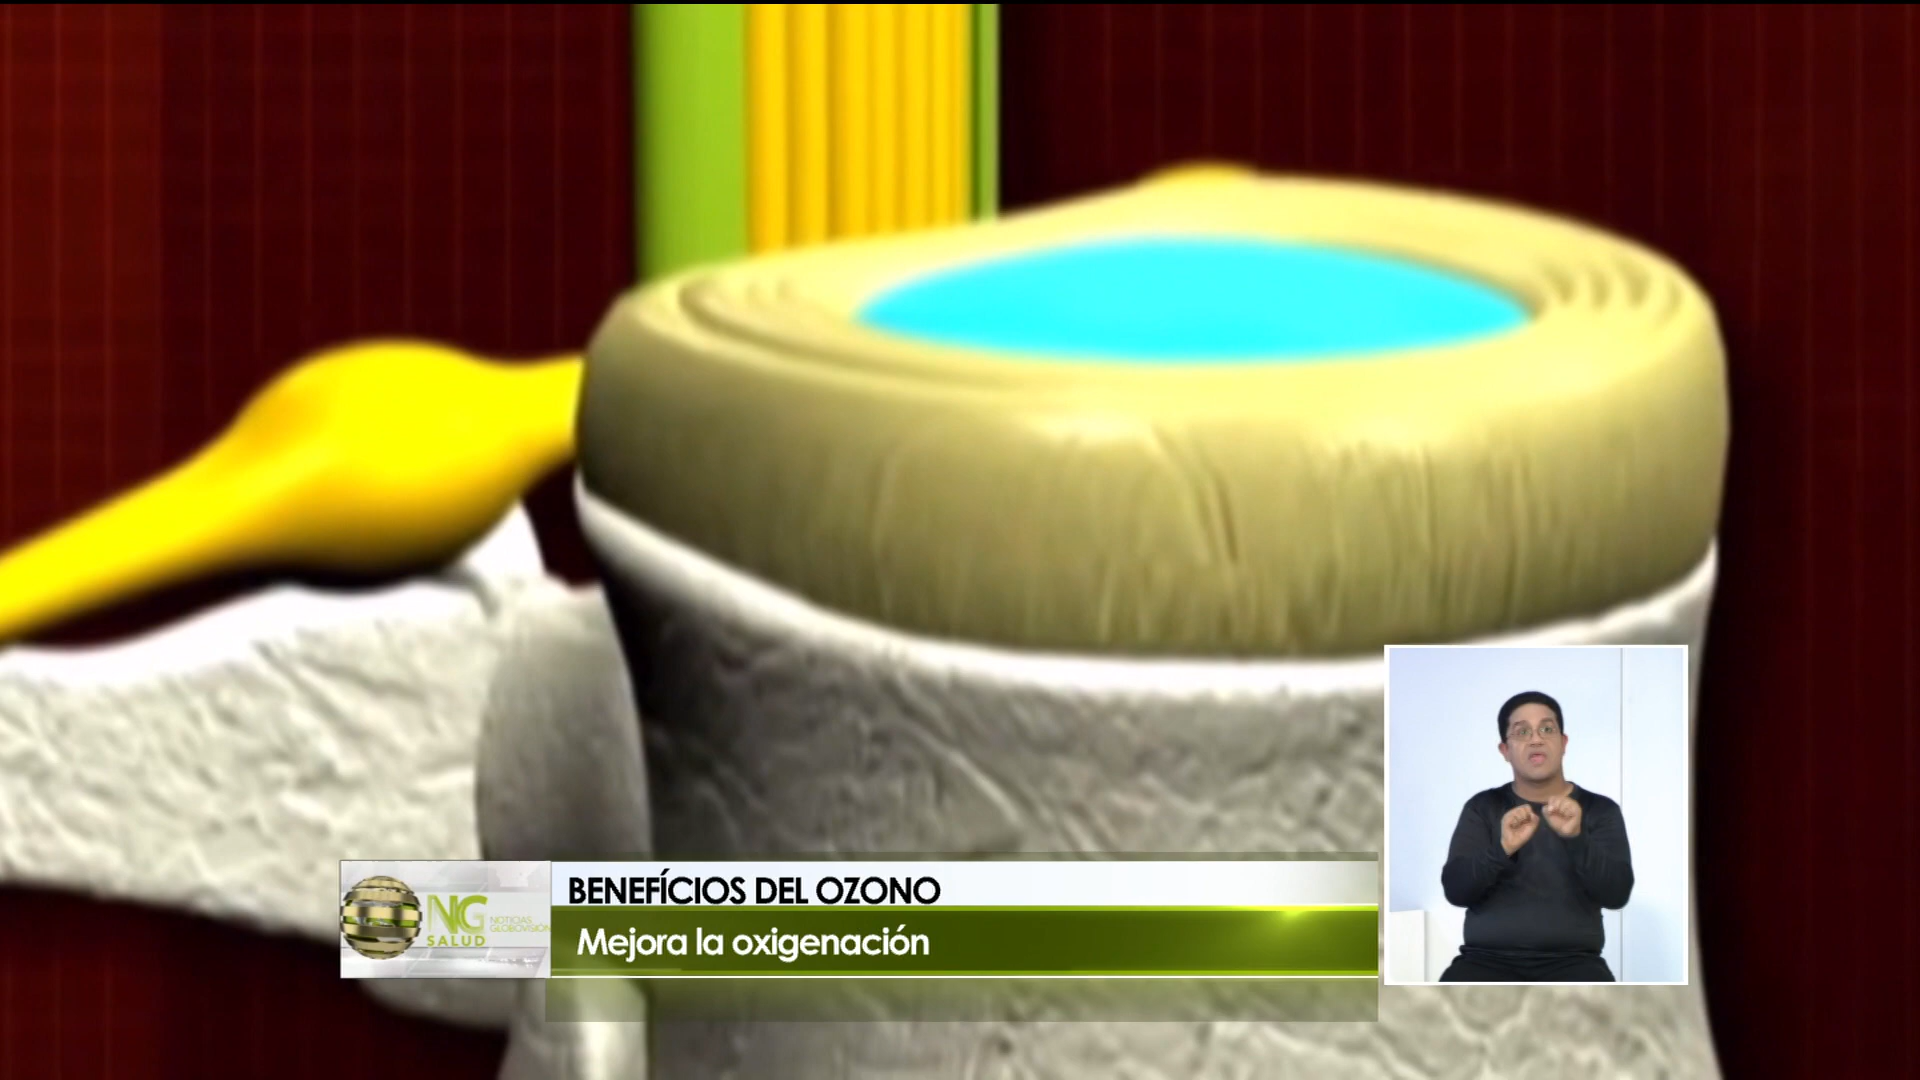 BENEFÍCIOS DEL OZONO
NG
SALUD
NOTICIAS
GLOBOVISIÓN
Mejora la oxigenación